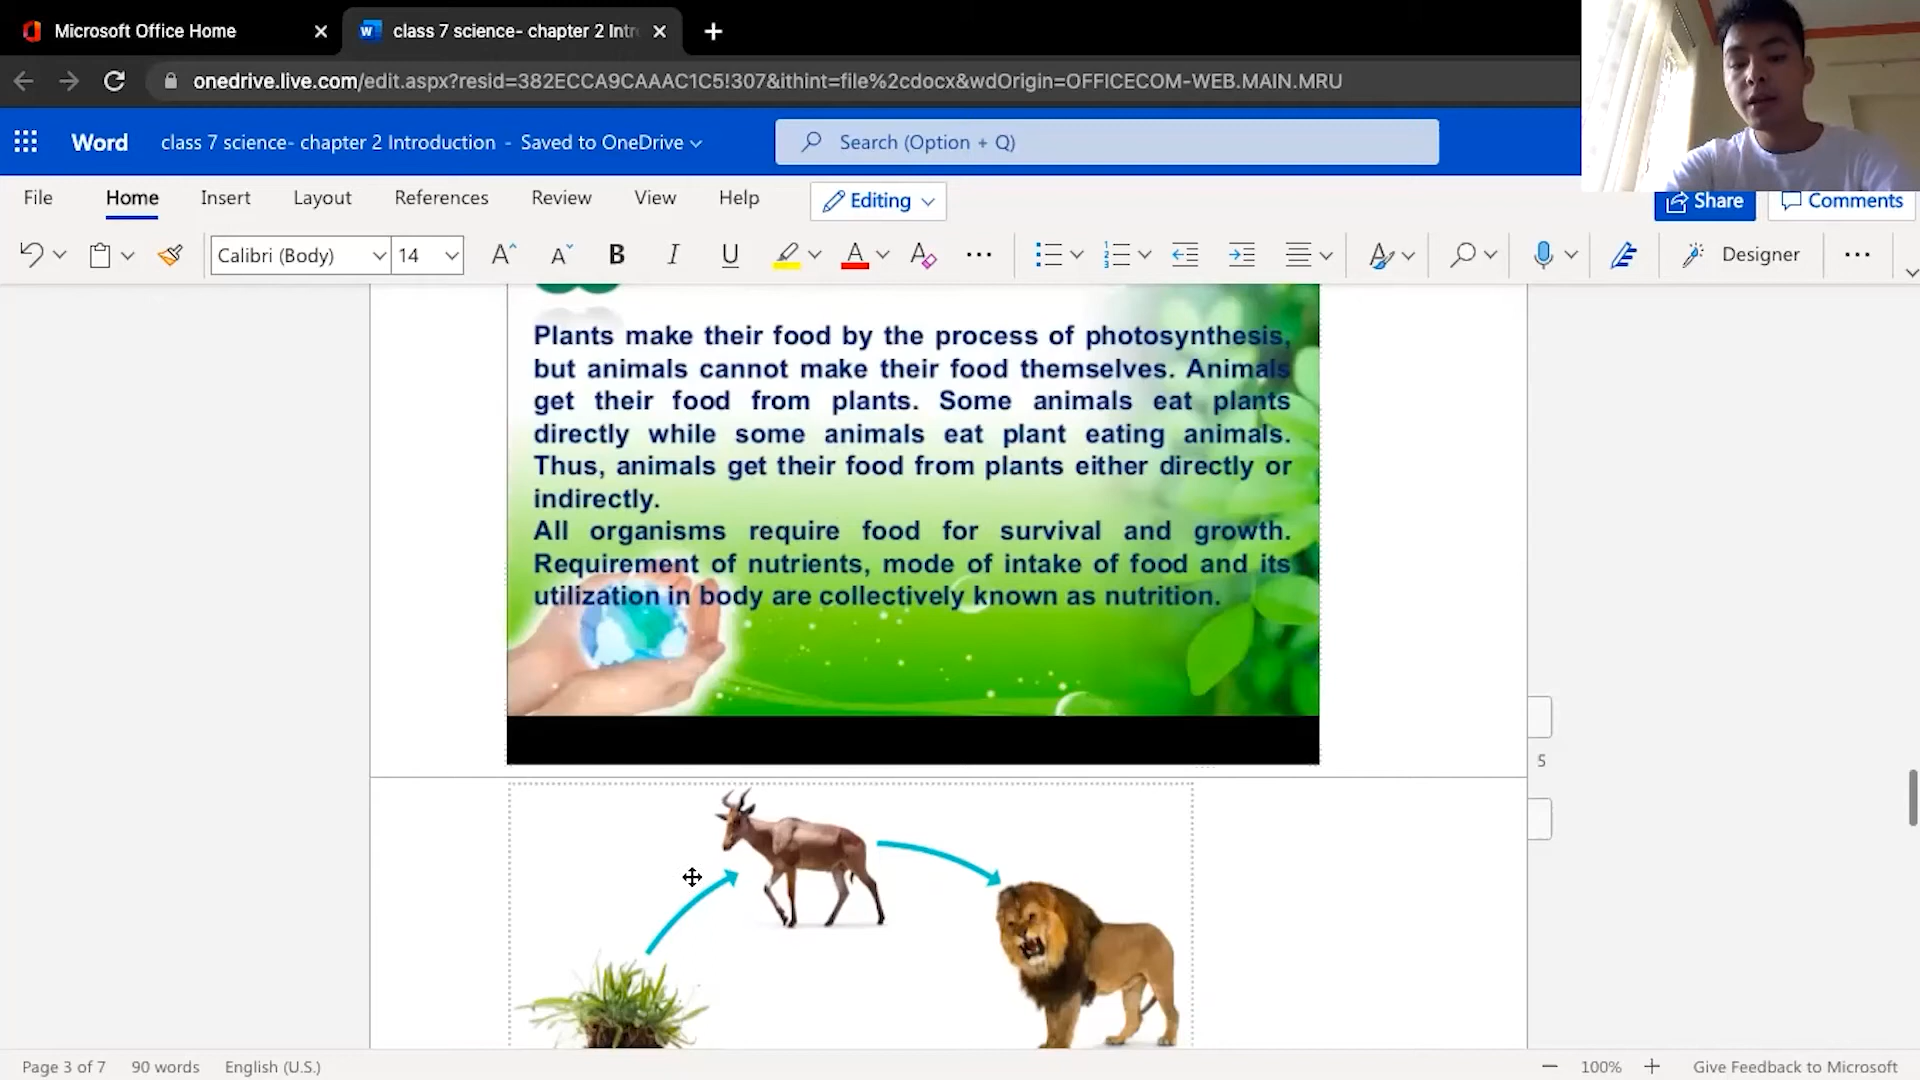 Microsoft Office Home
class 7 science- chapter 2 Intr
onedrive.live.com/edit.aspx?resid=382ECCA9CAAAC1C5!307&ithint=file%2cdocx&wdOrigin=OFFICECOM-WEB.MAIN.MRU
Word class 7 science- chapter 2 Introduction - Saved to OneDrive
Search (Option + Q)
File Home Insert Layout References Review View Help Editing Share Comments
Calibri (Body) 14 Designer
Plants make their food by the process of photosynthesis,
but animals cannot make their food themselves. Animals
get their food from plants. Some animals eat plants
directly while some animals eat plant eating animals.
Thus, animals get their food from plants either directly or
indirectly.
All organisms require food for survival and growth.
Requirement of nutrients, mode of intake of food and its
utilization in body are collectively known as nutrition.
5
Page 3 of 7 90 words English (U.S.) 100% Give Feedback to Microsoft